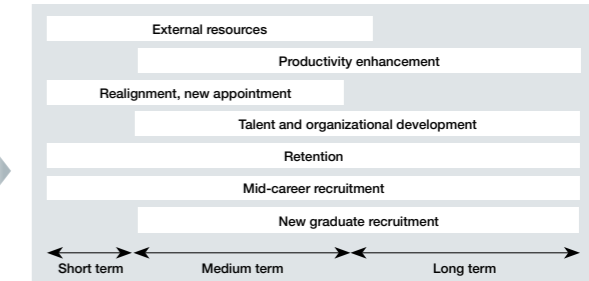 External resources
Productivity enhancement
Realignment, new appointment
Talent and organizational development
Retention
Mid-career recruitment
New graduate recruitment
Short term Medium term Long term